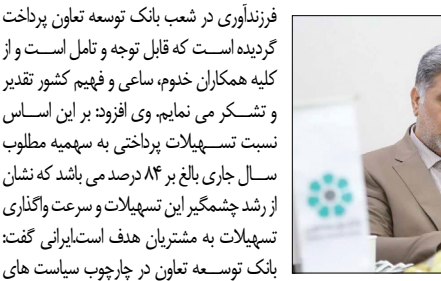 فرزندآوری در شعب بانک توسعه تعاون پرداخت
گردیده است که قابل توجه و تامل است و از
کلیه همکاران خدوم، ساعی و فهیم کشور تقدیر
و تشکر می نمایم. وی افزود: بر این اساس
نسبت تسهیلات پرداختی به سهمیه مطلوب
سال جاری بالغ بر ۸۴ درصد می باشد که نشان
از رشد چشمگیر این تسهیلات و سرعت واگذاری
تسهیلات به مشتریان هدف است.ایرانی گفت:
بانک توسعه تعاون در چارچوب سیاست های